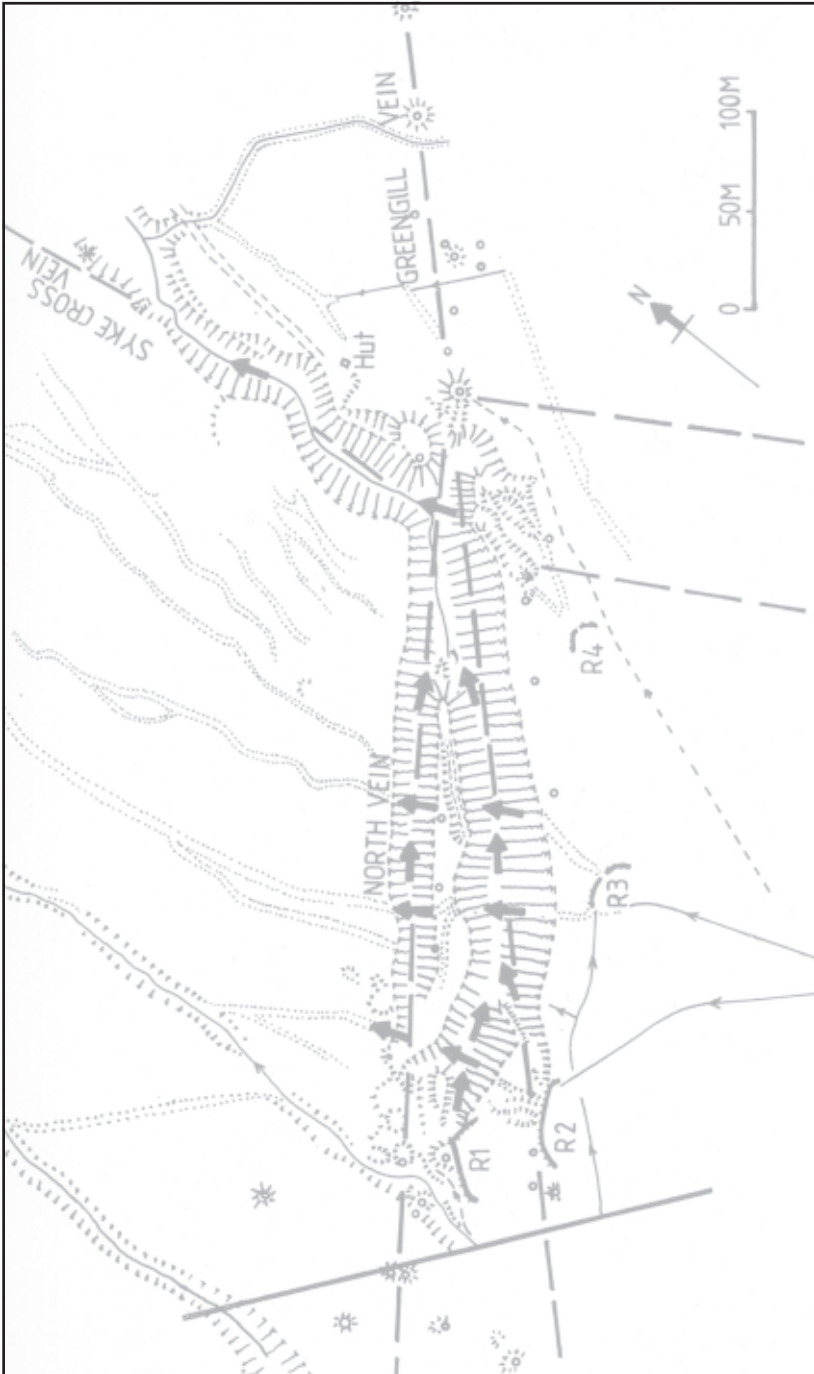 SYKE CROSS
VEIN
GREENGILL
VEIN
Hut
NORTH VEIN
R1
R2
R3
R4
N
0
50M
100M